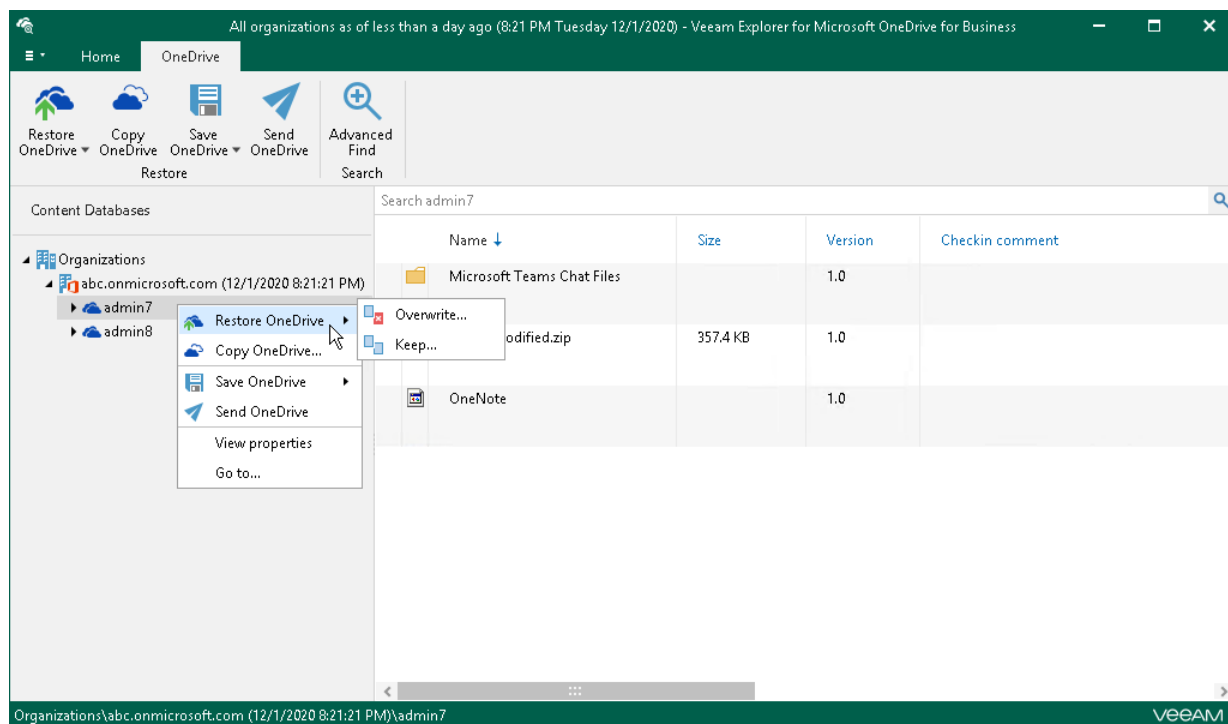 All organizations as of less than a day ago (8:21 PM Tuesday 12/1/2020) - Veeam Explorer for Microsoft OneDrive for Business
Home OneDrive
Restore OneDrive
Copy OneDrive
Save OneDrive
Send OneDrive
Advanced Find
Restore
Search
Content Databases
Organizations
abc.onmicrosoft.com (12/1/2020 8:21:21 PM)
admin7
admin8
Restore OneDrive
Copy OneDrive...
Save OneDrive
Send OneDrive
View properties
Go to...
Overwrite...
Keep...
Search admin7
Name Size Version Checkin comment
Microsoft Teams Chat Files 1.0
odified.zip 357.4 KB 1.0
OneNote 1.0
Organizations\abc.onmicrosoft.com (12/1/2020 8:21:21 PM)\admin7
veeam